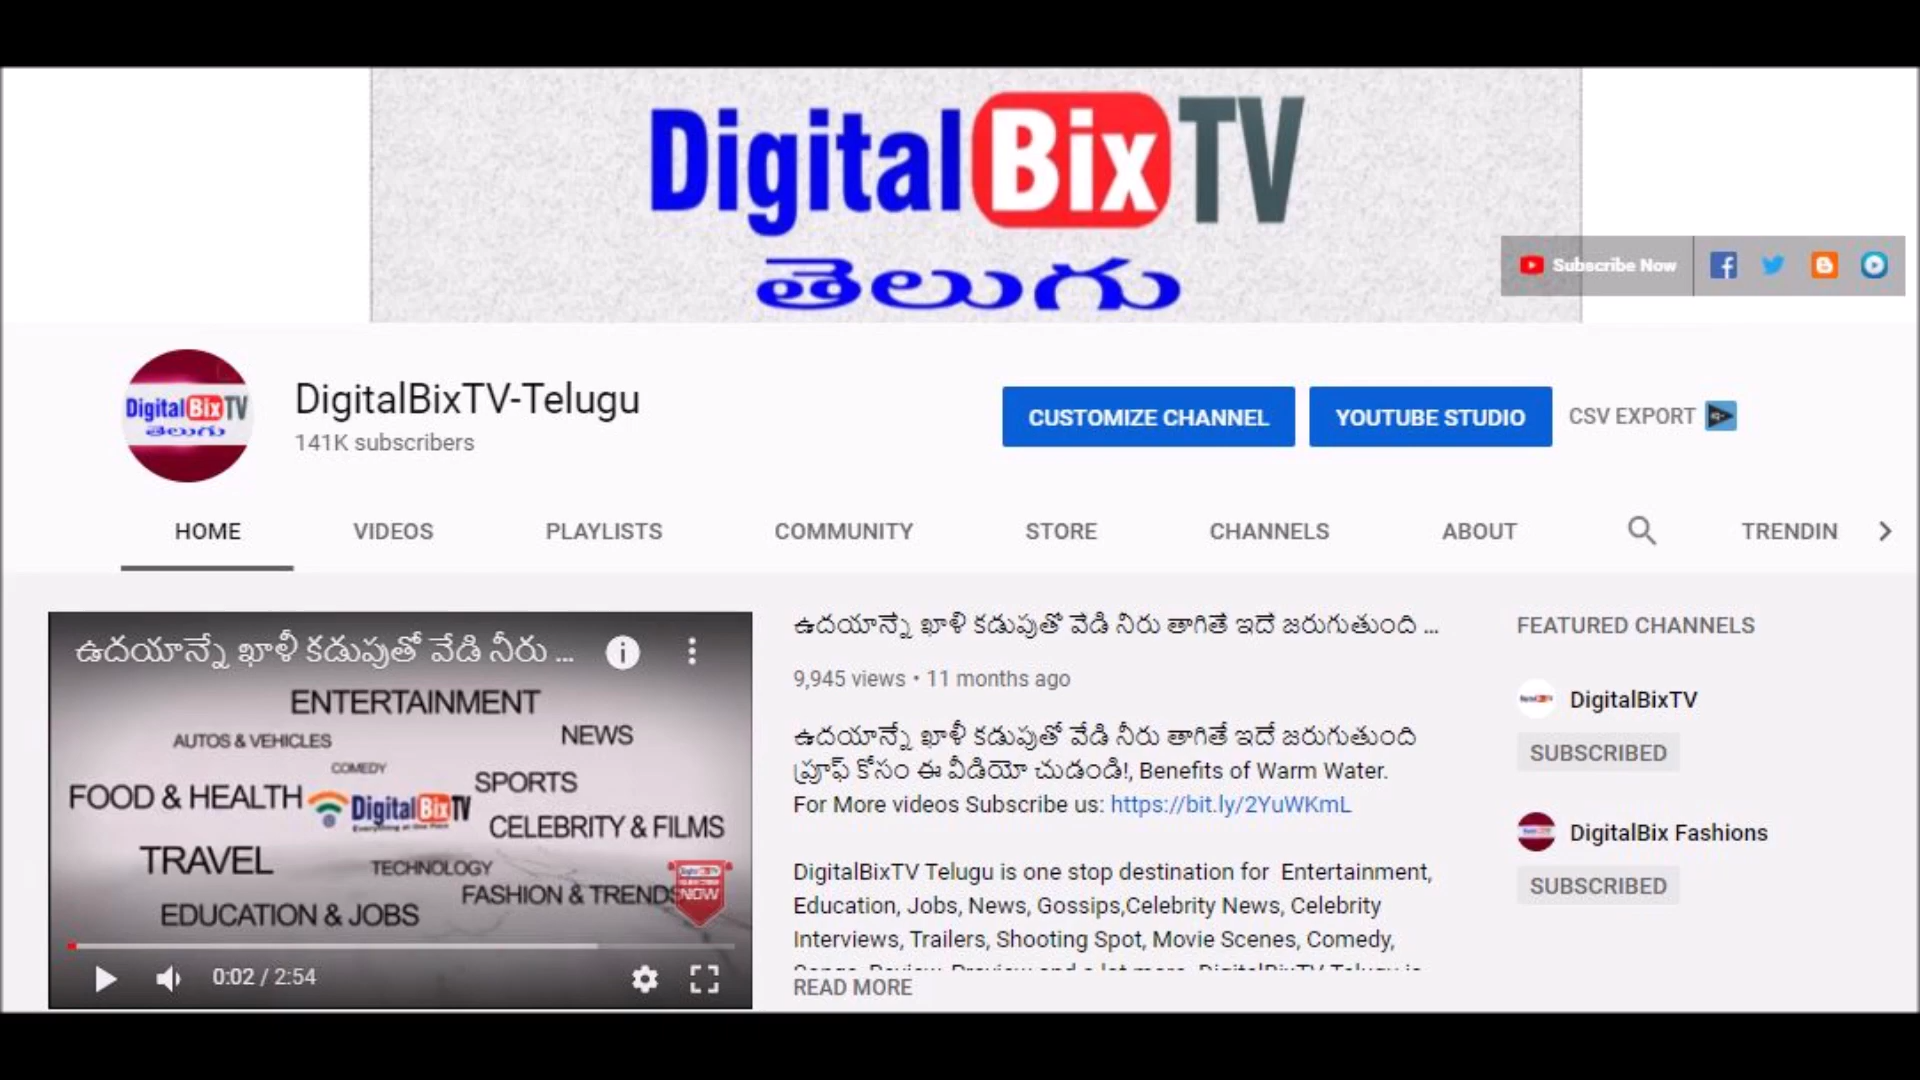 DigitalBixTV
తెలుగు
Subscribe Now
DigitalBixTV
తెలుగు
DigitalBixTV-Telugu
141K subscribers
CUSTOMIZE CHANNEL
YOUTUBE STUDIO
CSV EXPORT
HOME
VIDEOS
PLAYLISTS
COMMUNITY
STORE
CHANNELS
ABOUT
TRENDIN
ఉదయాన్నే ఖాళీ కడుపుతో వేడి నీరు ...
ENTERTAINMENT
AUTOS & VEHICLES
NEWS
COMEDY
SPORTS
FOOD & HEALTH
DigitalBixTV
Everything at One Place
CELEBRITY & FILMS
TRAVEL
TECHNOLOGY
FASHION & TRENDS
NOW
EDUCATION & JOBS
0:02 / 2:54
ఉదయాన్నే ఖాళీ కడుపుతో వేడి నీరు తాగితే ఇదే జరుగుతుంది ...
9,945 views • 11 months ago
ఉదయాన్నే ఖాళీ కడుపుతో వేడి నీరు తాగితే ఇదే జరుగుతుంది
ప్రూఫ్ కోసం ఈ వీడియో చుడండి!, Benefits of Warm Water.
For More videos Subscribe us: https://bit.ly/2YuWKmL
DigitalBixTV Telugu is one stop destination for Entertainment,
Education, Jobs, News, Gossips,Celebrity News, Celebrity
Interviews, Trailers, Shooting Spot, Movie Scenes, Comedy,
READ MORE
FEATURED CHANNELS
DigitalBixTV
SUBSCRIBED
DigitalBix Fashions
SUBSCRIBED